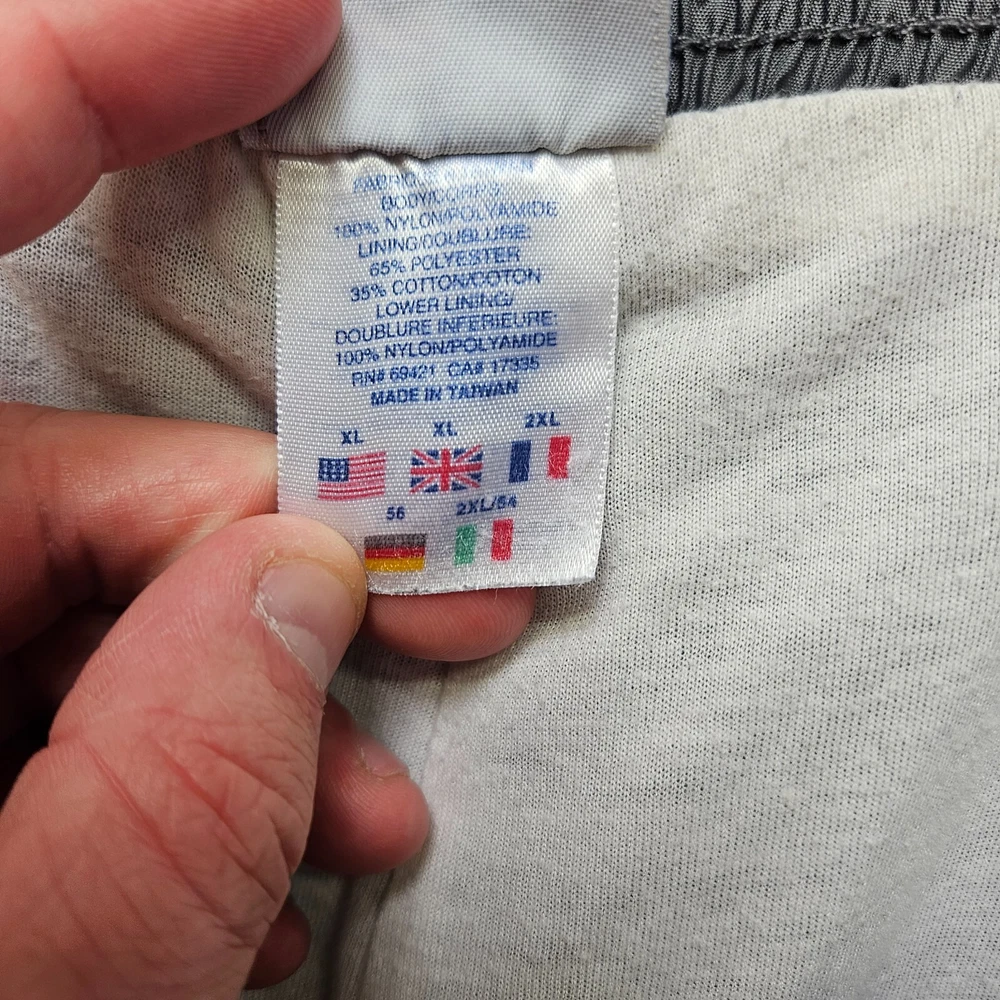 BODY/CORPS:
100% NYLON/POLYAMIDE
LINING/DOUBLURE:
65% POLYESTER
35% COTTON/COTON
LOWER LINING/
DOUBLURE INFERIEURE:
100% NYLON/POLYAMIDE
RN# 69421 CA# 17335
MADE IN TAIWAN
XL XL 2XL
56 2XL/54